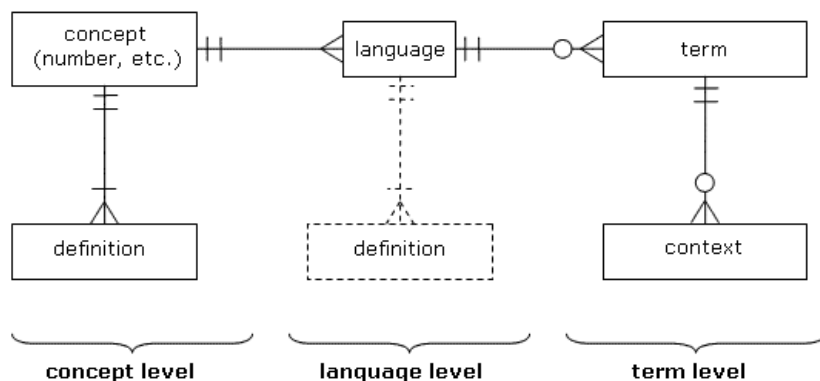 concept
(number, etc.)
language
term
definition
definition
context
concept level
language level
term level